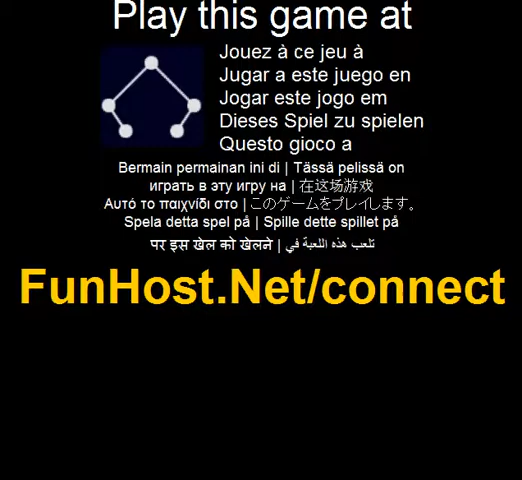 Play this game at
Jouez à ce jeu à
Jugar a este juego en
Jogar este jogo em
Dieses Spiel zu spielen
Questo gioco a
Bermain permainan ini di | Tässä pelissä on
играть в эту игру на | 在这场游戏
Αυτό το παιχνίδι στο | このゲームをプレイします。
Spela detta spel på | Spille dette spillet på
पर इस खेल को खेलने | تلعب هذه اللعبة في
FunHost.Net/connect